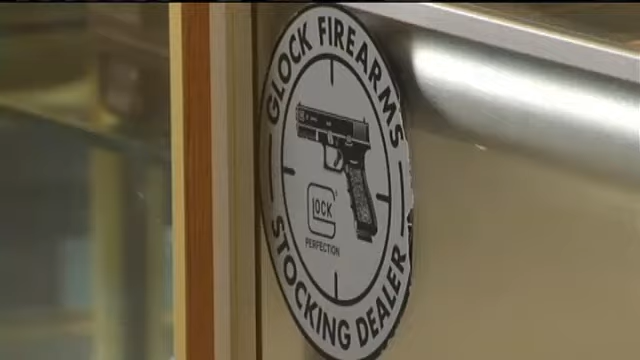 GLOCK FIREARMS
GLOCK
PERFECTION
STOCKING DEALER